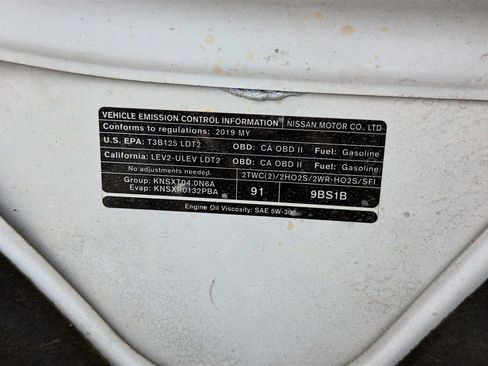 VEHICLE EMISSION CONTROL INFORMATION NISSAN MOTOR CO., LTD
Conforms to regulations: 2019 MY
U.S. EPA: T3B125 LDT2 OBD: CA OBD II Fuel: Gasoline
California: LEV2-ULEV LDT2 OBD: CA OBD II Fuel: Gasoline
No adjustments needed. 2TWC(2)/2HO2S/2WR-HO2S/SFI
Group: KNSXT04.0N6A
Evap: KNSXR0132PBA 91 9BS1B
Engine Oil Viscosity: SAE 5W-30